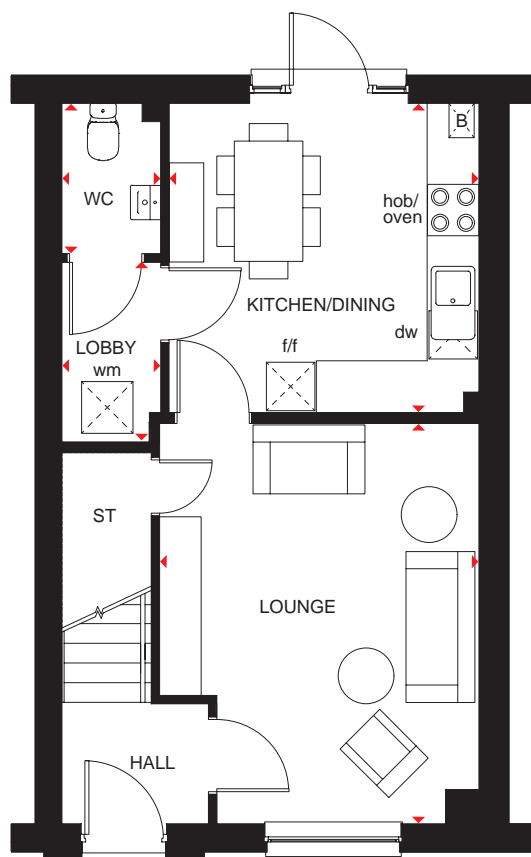 B
WC
hob/
oven
KITCHEN/DINING
LOBBY
wm
f/f
dw
ST
LOUNGE
HALL